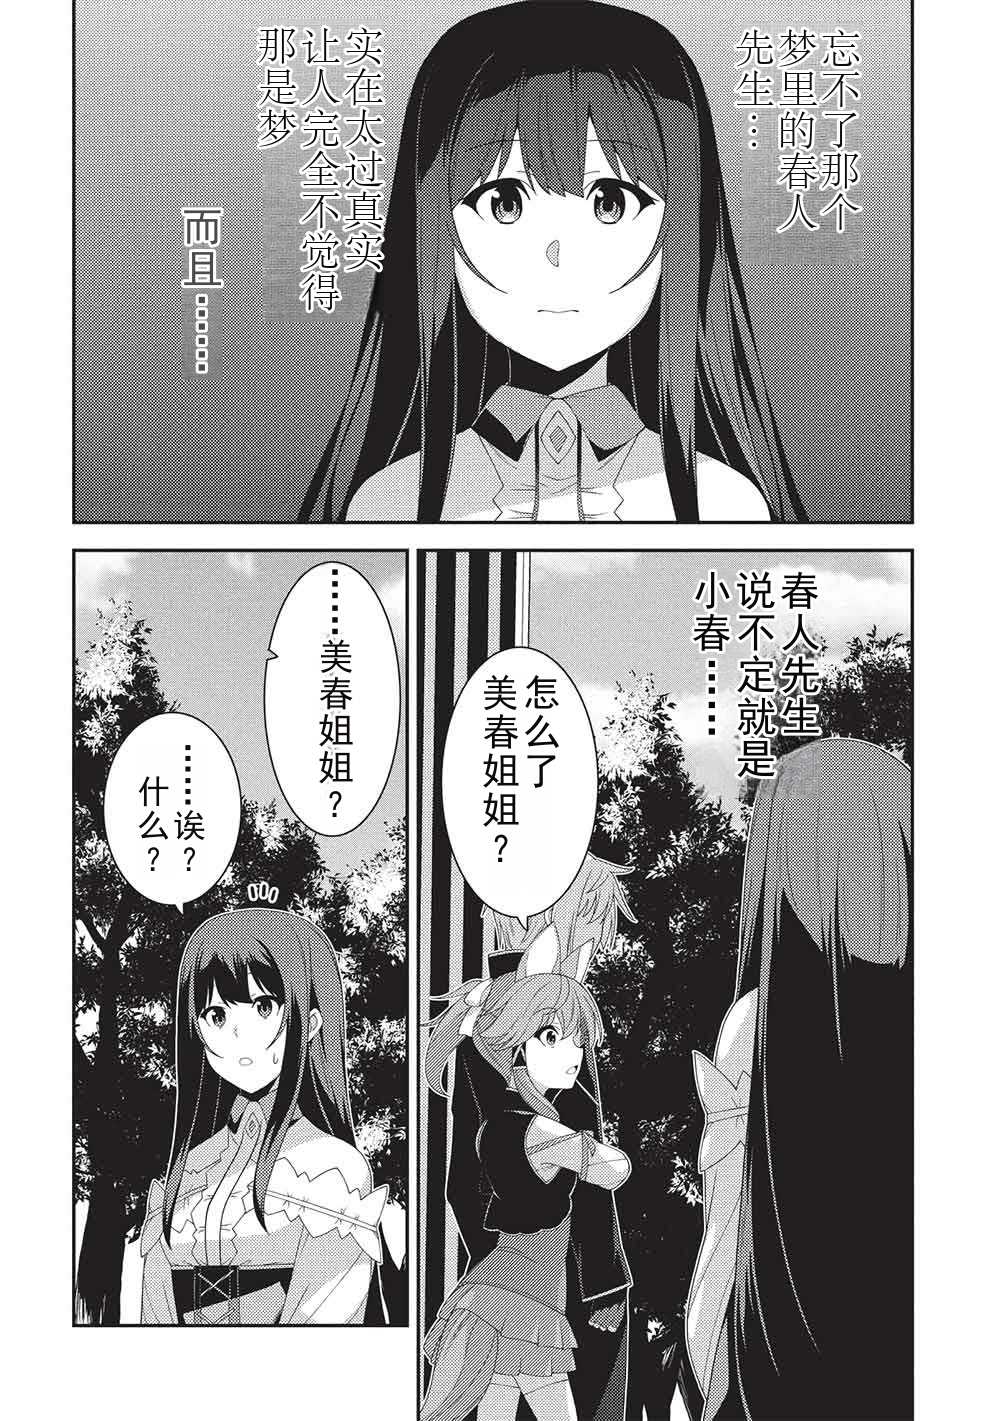 忘不了那个
梦里的春人
先生…
实在太过真实
让人完全不觉得
那是梦
而且……
春人先生
说不定就是
小春……
怎么了
美春姐姐？
……美春姐姐？
……诶？
什么？